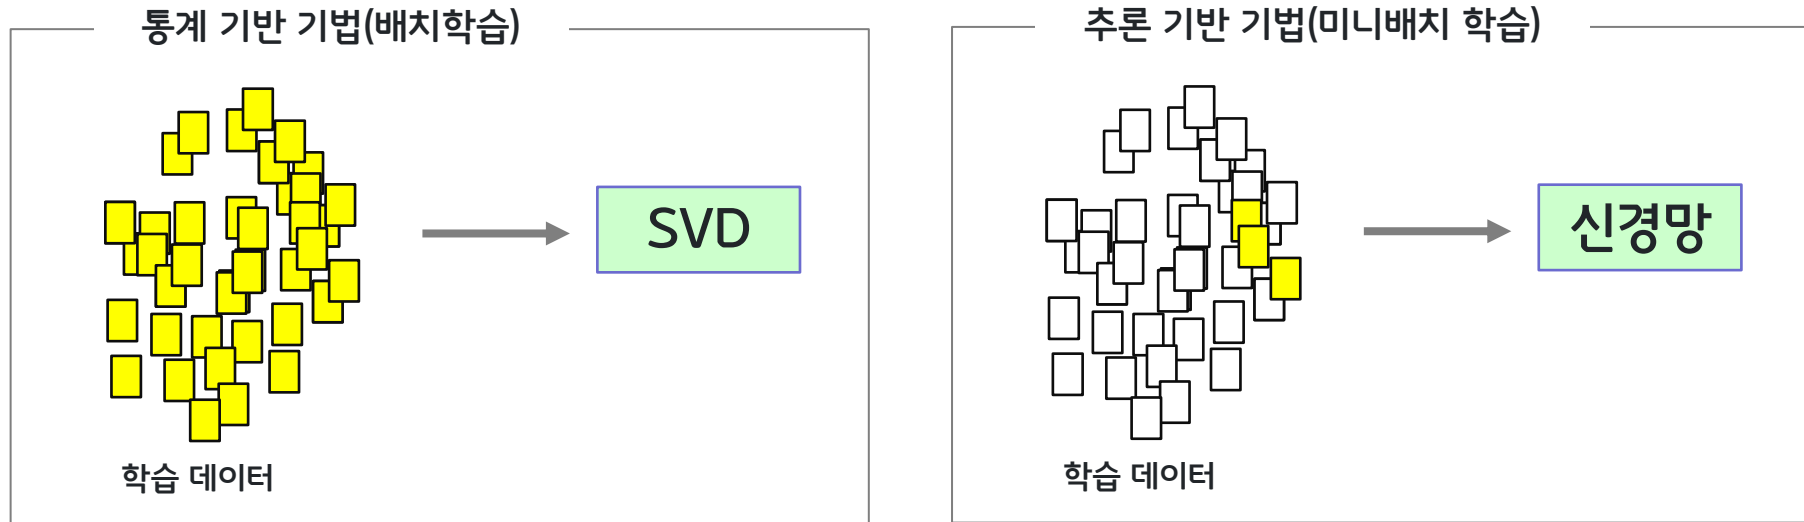 통계 기반 기법(배치학습)
SVD
학습 데이터
추론 기반 기법(미니배치 학습)
신경망
학습 데이터